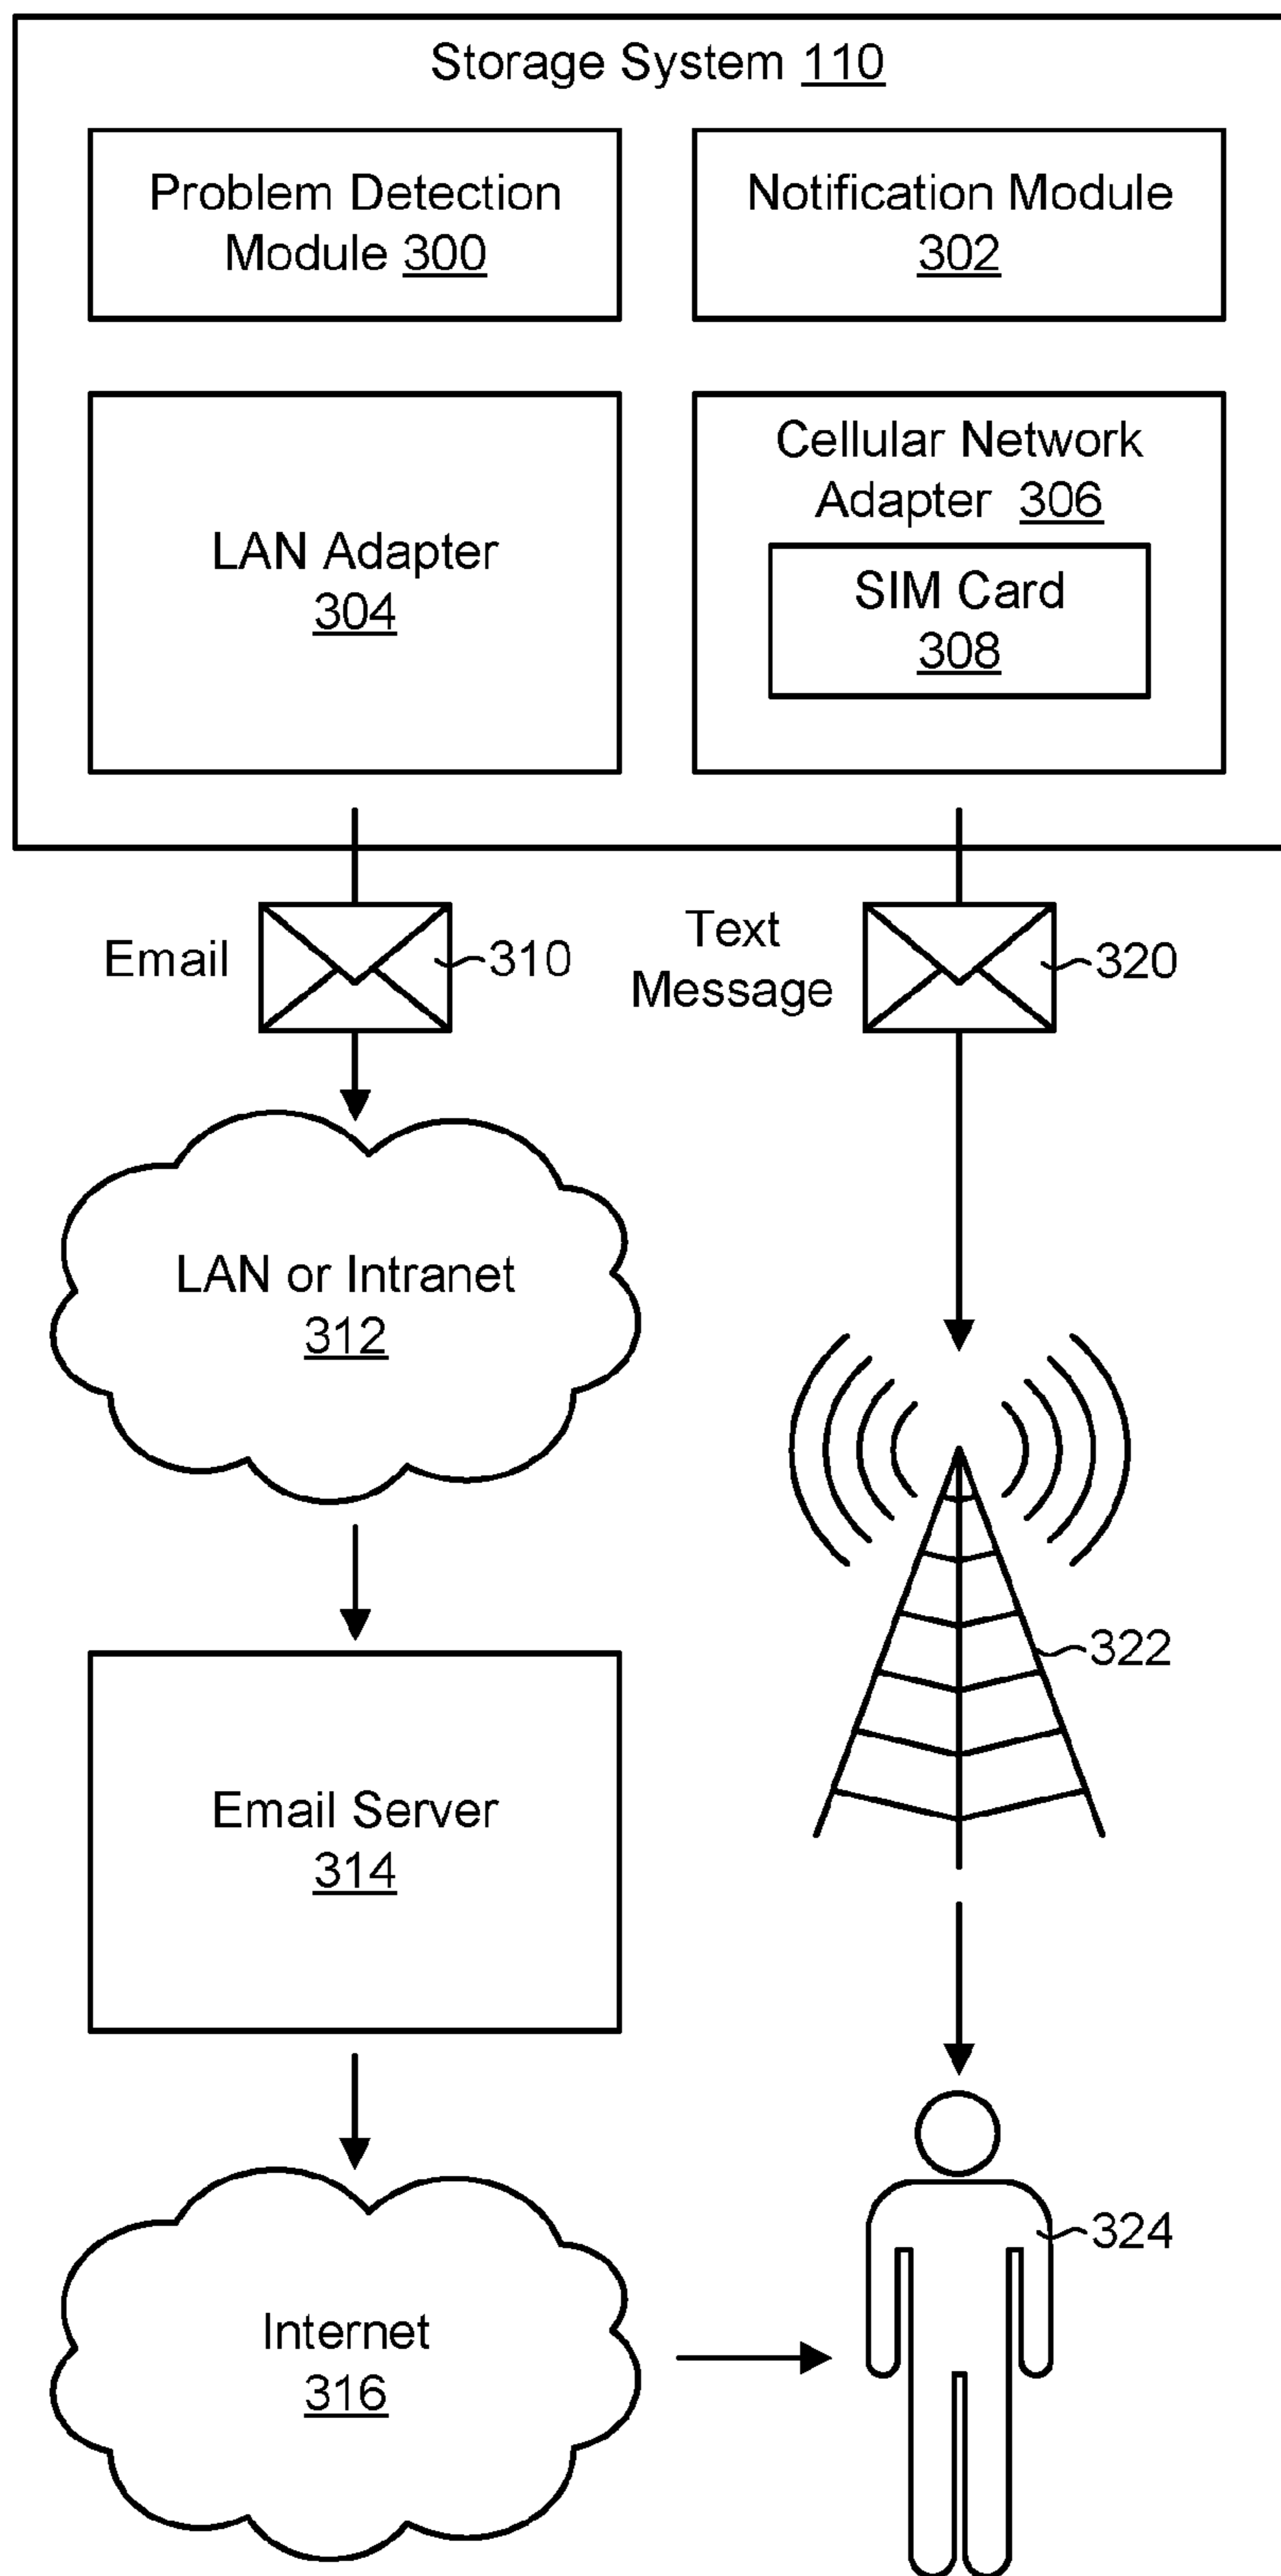 Storage System 110
Problem Detection
Module 300
Notification Module
302
LAN Adapter
304
Cellular Network
Adapter 306
SIM Card
308
Email
310
Text
Message
320
LAN or Intranet
312
322
Email Server
314
324
Internet
316